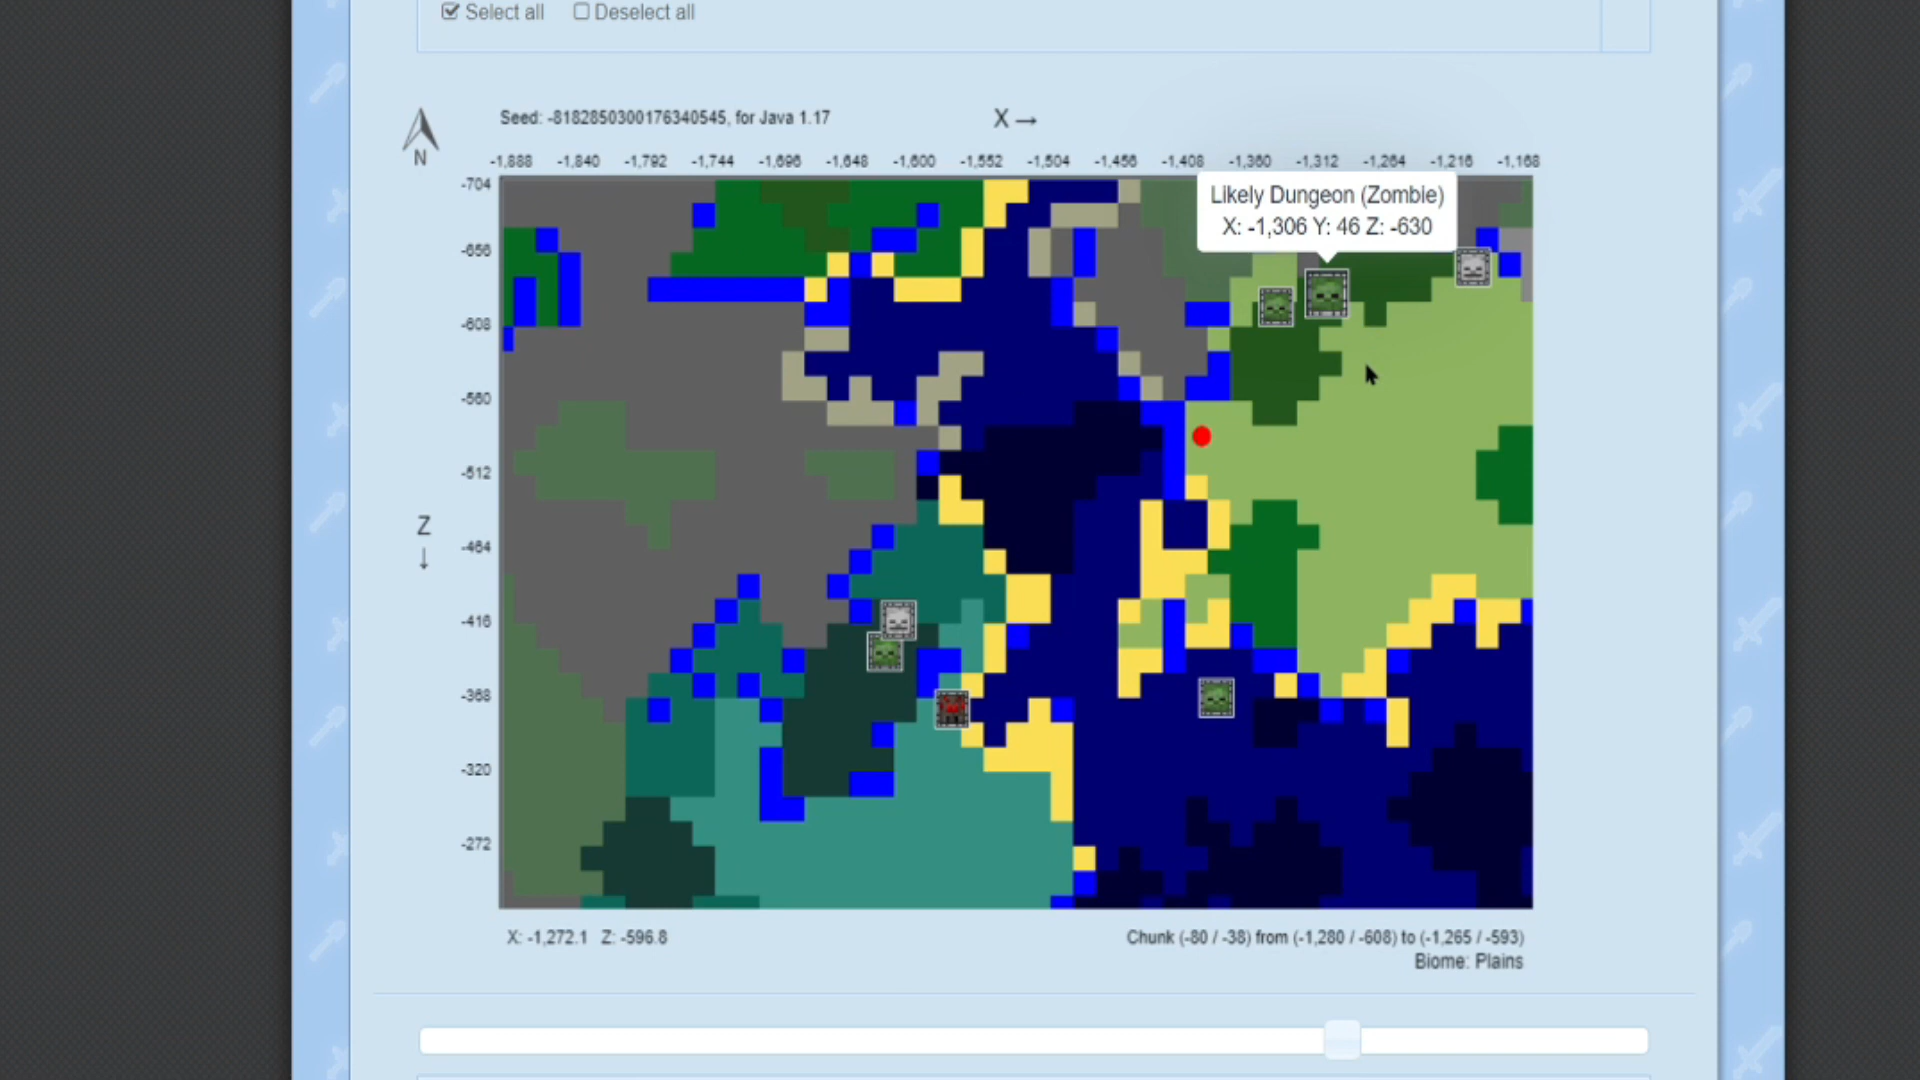 Select all Deselect all
Seed: -8182850300176340545, for Java 1.17
X →
N
-1,888 -1,840 -1,792 -1,744 -1,696 -1,648 -1,600 -1,552 -1,504 -1,456 -1,408 -1,360 -1,312 -1,264 -1,216 -1,168
-704
Likely Dungeon (Zombie)
X: -1,306 Y: 46 Z: -630
-656
-608
-560
-512
Z
↓
-464
-416
-368
-320
-272
X: -1,272.1 Z: -596.8
Chunk (-80 / -38) from (-1,280 / -608) to (-1,265 / -593)
Biome: Plains